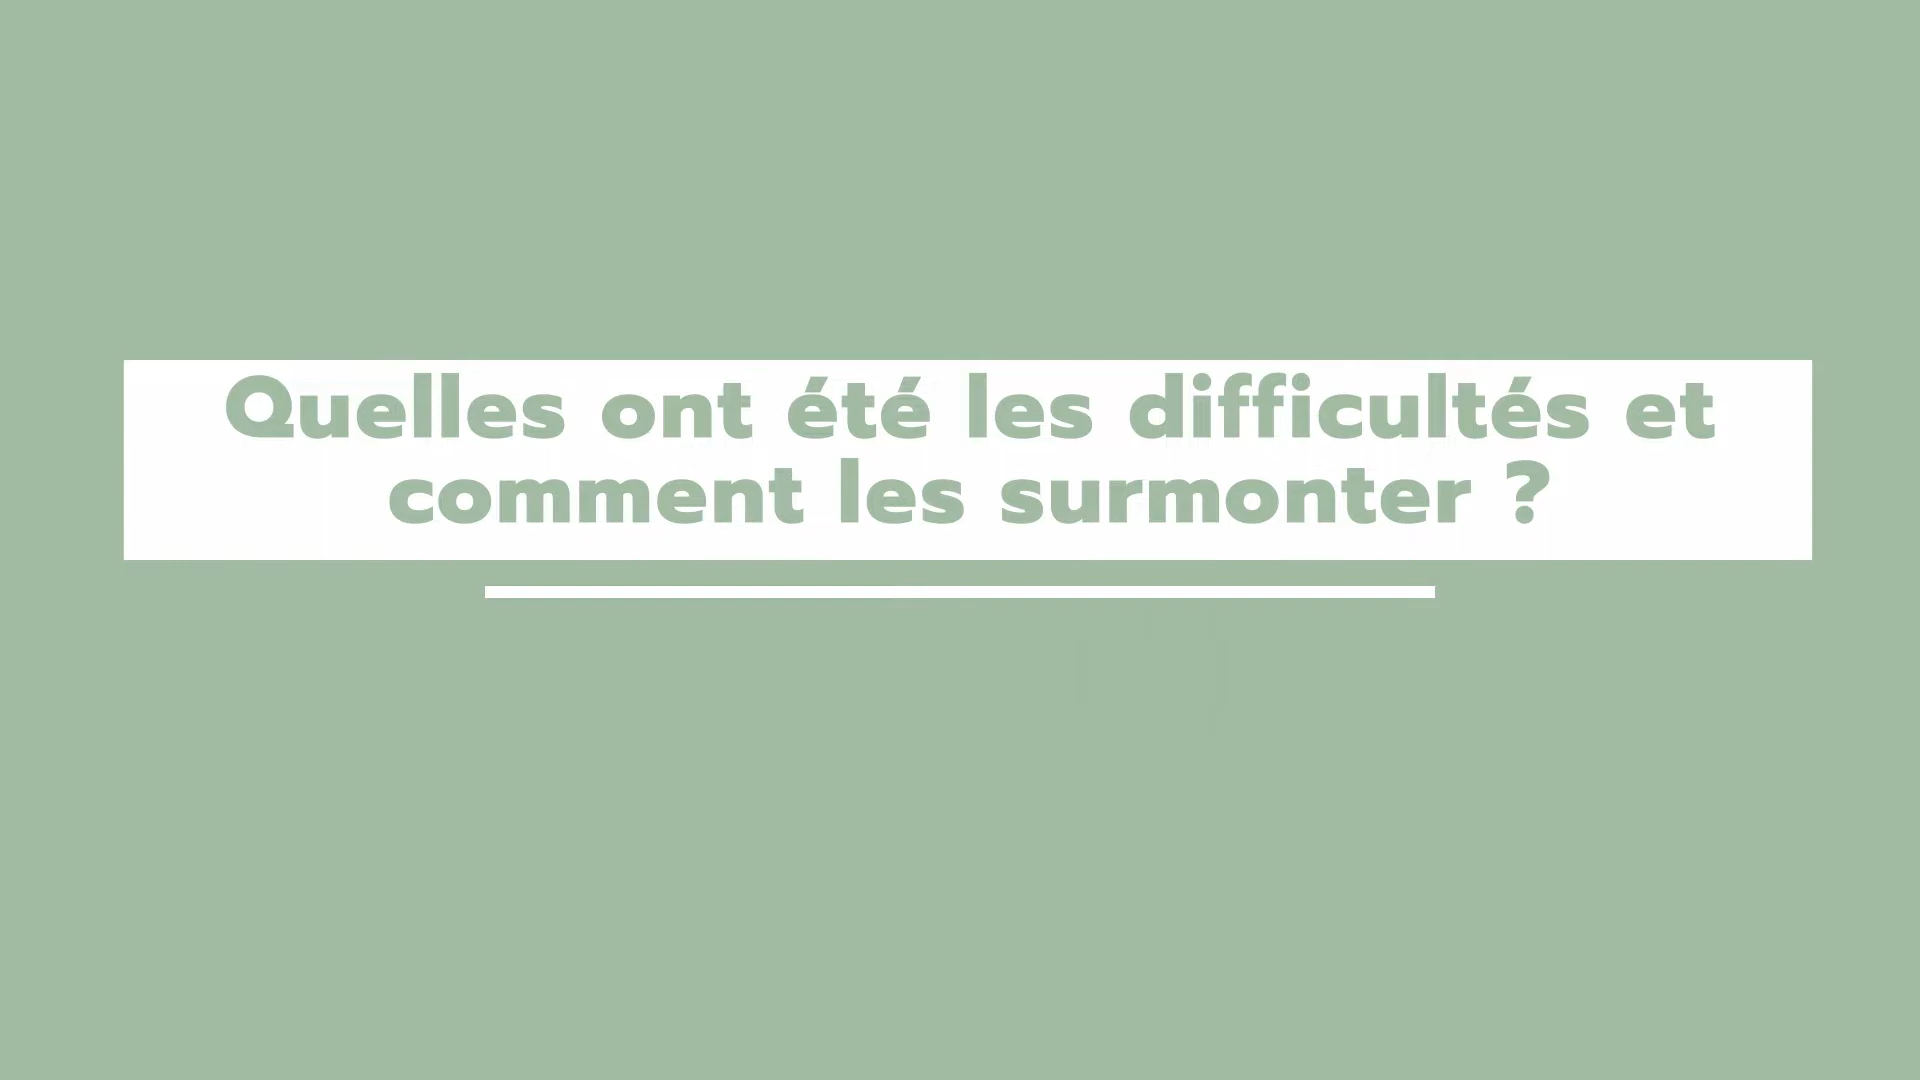 Quelles ont été les difficultés et
comment les surmonter ?